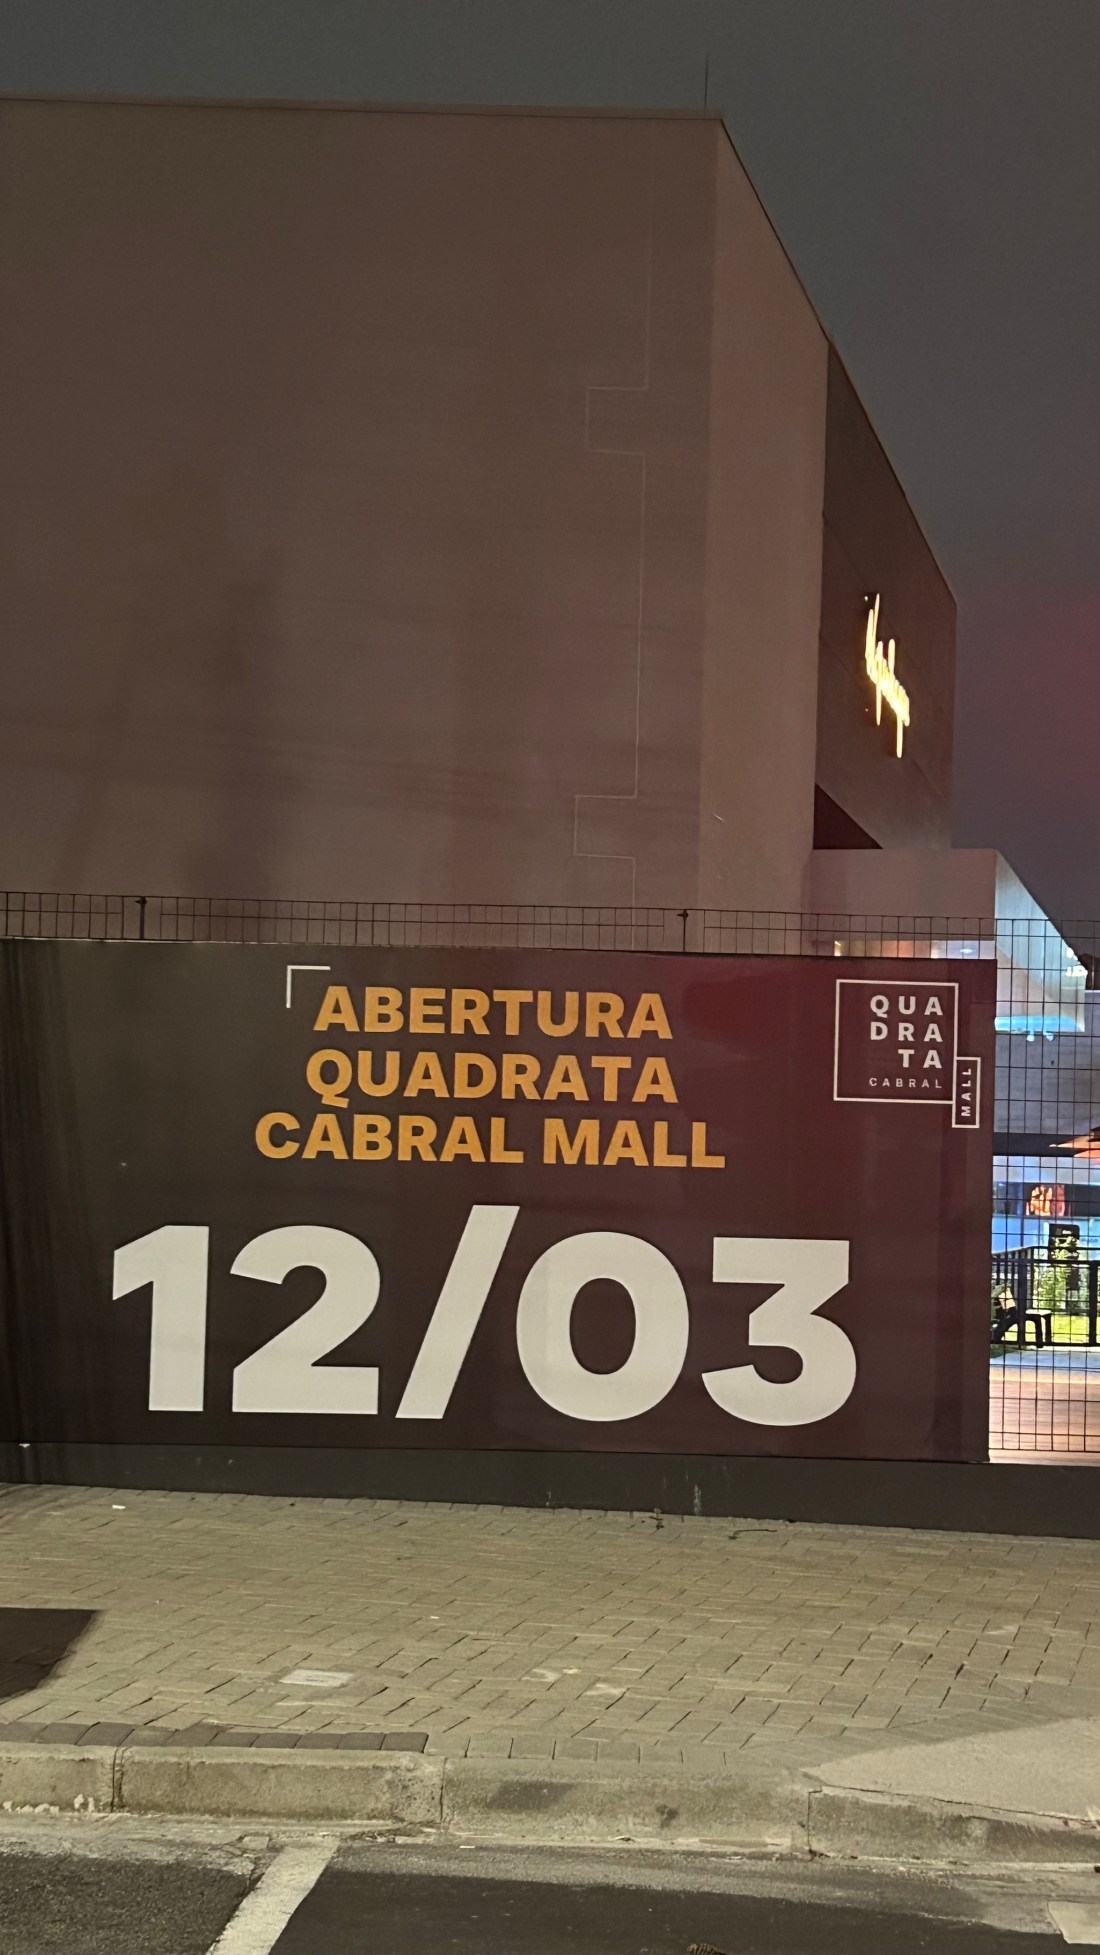 ABERTURA
QUADRATA
CABRAL MALL
12/03
QUA
DRA
TA
CABRAL
MALL